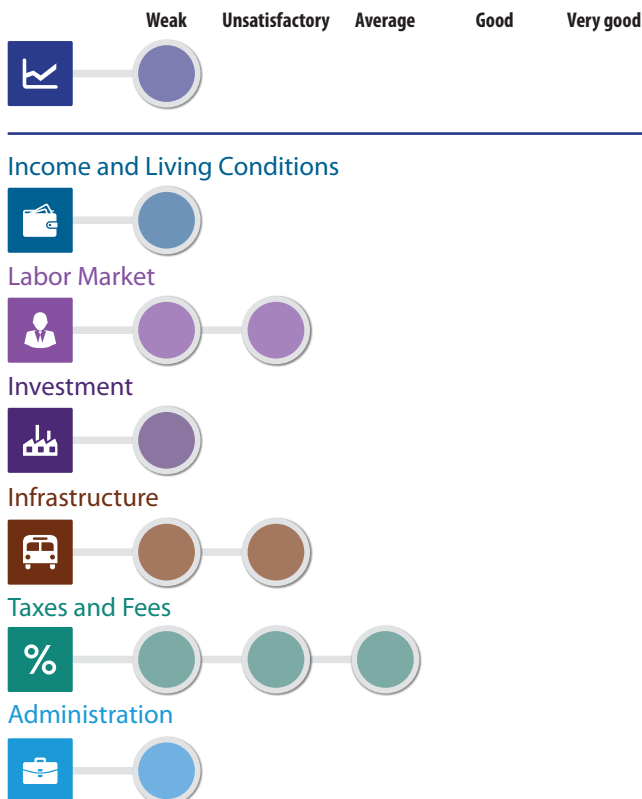 Weak Unsatisfactory Average Good Very good
Income and Living Conditions
Labor Market
Investment
Infrastructure
Taxes and Fees
%
Administration